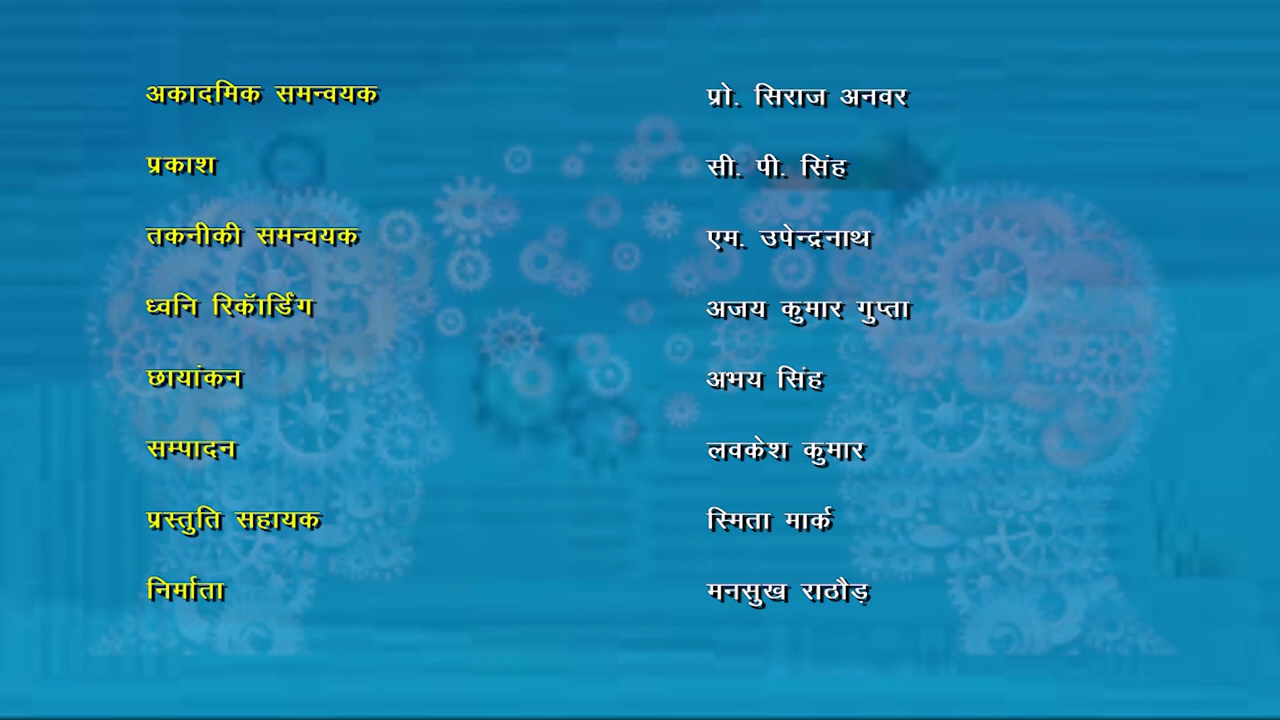 अकादमिक समन्वयक प्रो. सिराज अनवर
प्रकाश सी. पी. सिंह
तकनीकी समन्वयक एम. उपेन्द्रनाथ
ध्वनि रिकॅार्डिंग अजय कुमार गुप्ता
छायांकन अभय सिंह
सम्पादन लवकेश कुमार
प्रस्तुति सहायक स्मिता मार्क
निर्माता मनसुख राठौड़